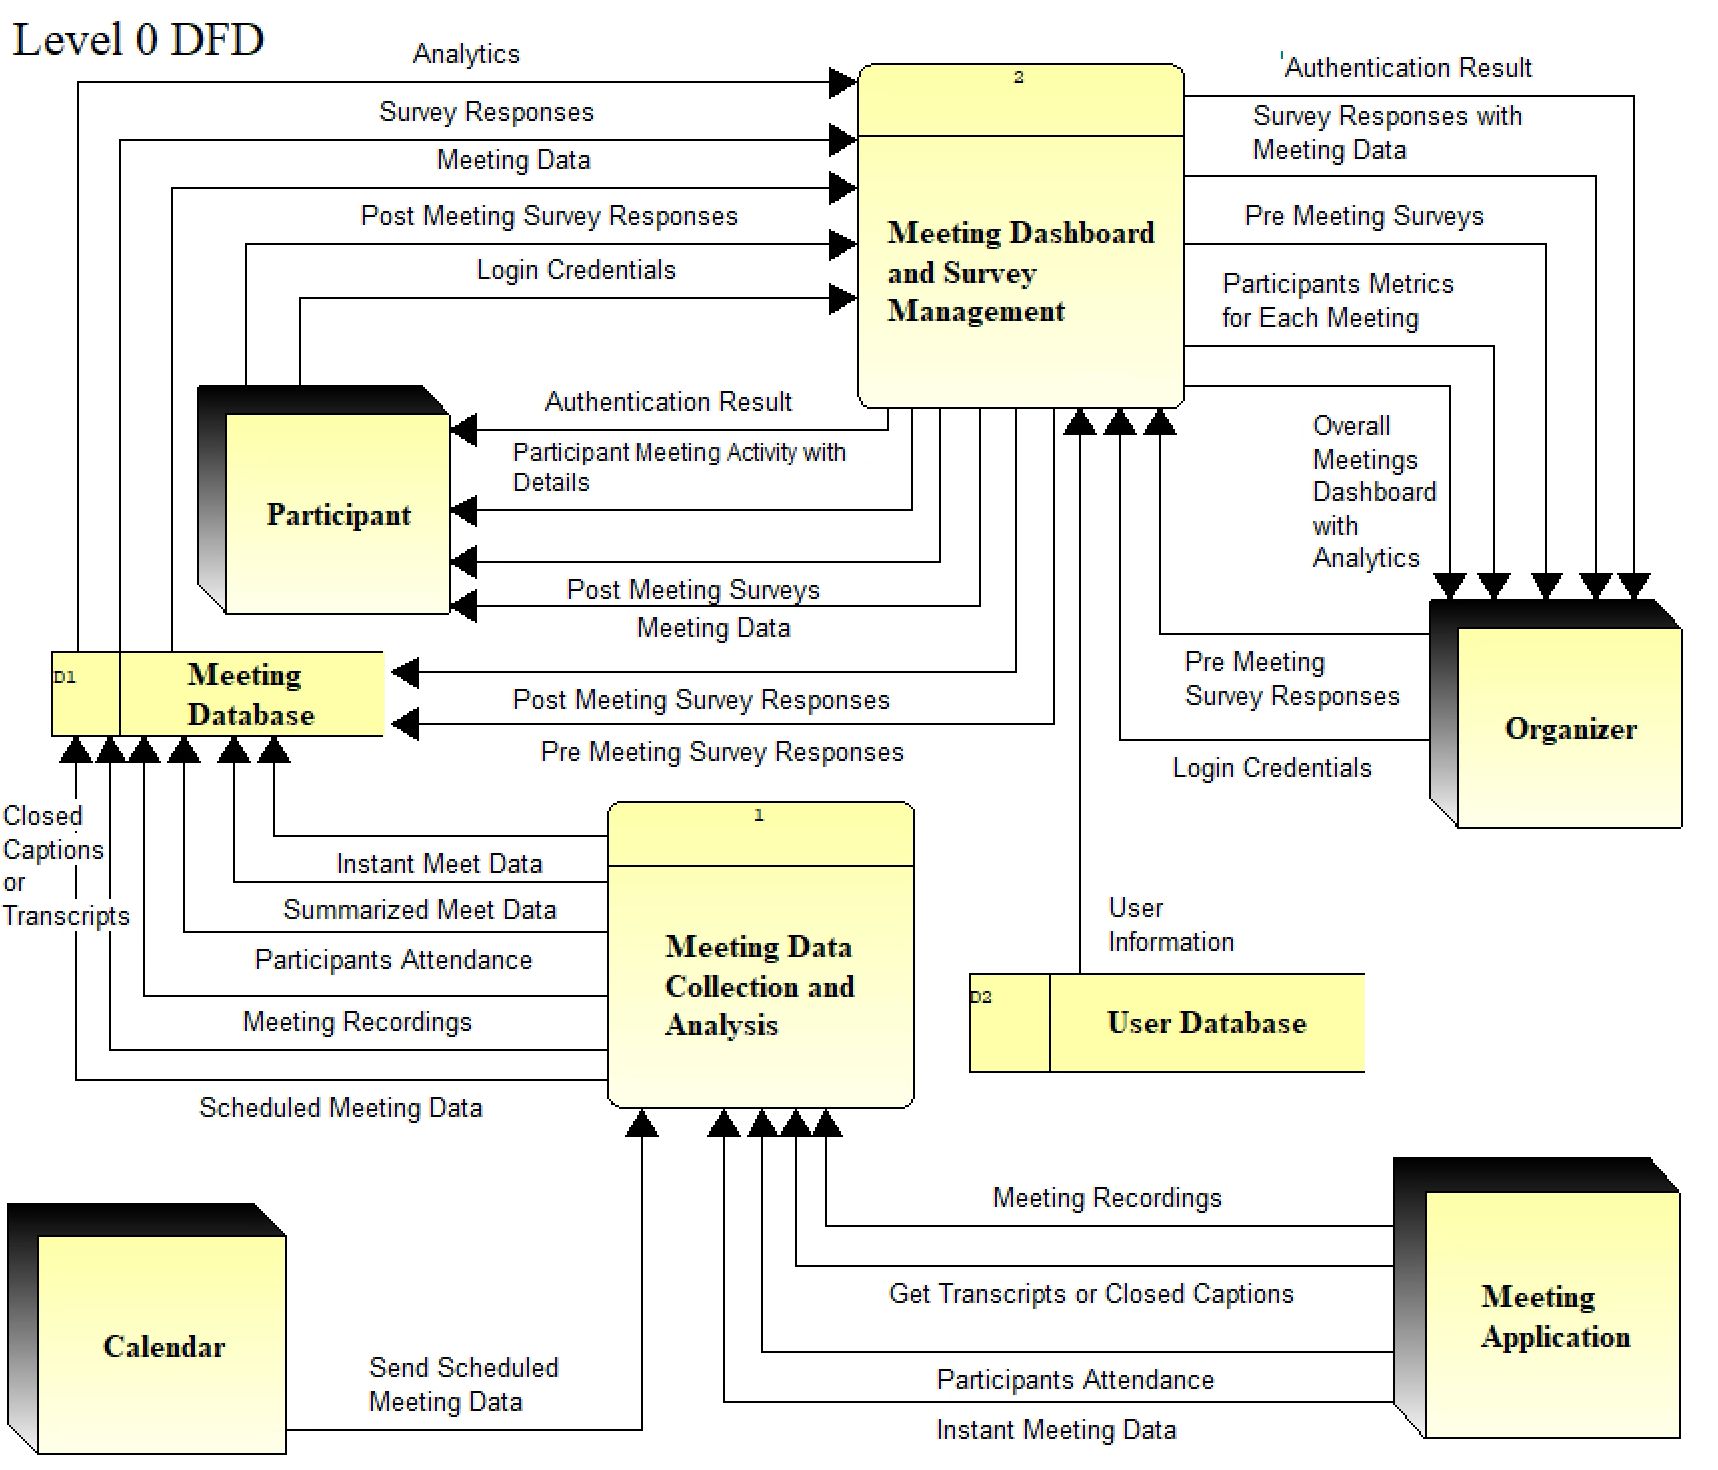 Level 0 DFD
Analytics
Survey Responses
Meeting Data
Post Meeting Survey Responses
Login Credentials
2
Meeting Dashboard
and Survey
Management
'Authentication Result
Survey Responses with
Meeting Data
Pre Meeting Surveys
Participants Metrics
for Each Meeting
Overall
Meetings
Dashboard
with
Analytics
Authentication Result
Participant Meeting Activity with
Details
Post Meeting Surveys
Meeting Data
Participant
Post Meeting Survey Responses
Pre Meeting Survey Responses
D1
Meeting
Database
Pre Meeting
Survey Responses
Login Credentials
Organizer
Closed
Captions
or
Transcripts
Instant Meet Data
Summarized Meet Data
Participants Attendance
Meeting Recordings
Scheduled Meeting Data
1
Meeting Data
Collection and
Analysis
User
Information
D2
User Database
Calendar
Send Scheduled
Meeting Data
Meeting Recordings
Get Transcripts or Closed Captions
Participants Attendance
Instant Meeting Data
Meeting
Application